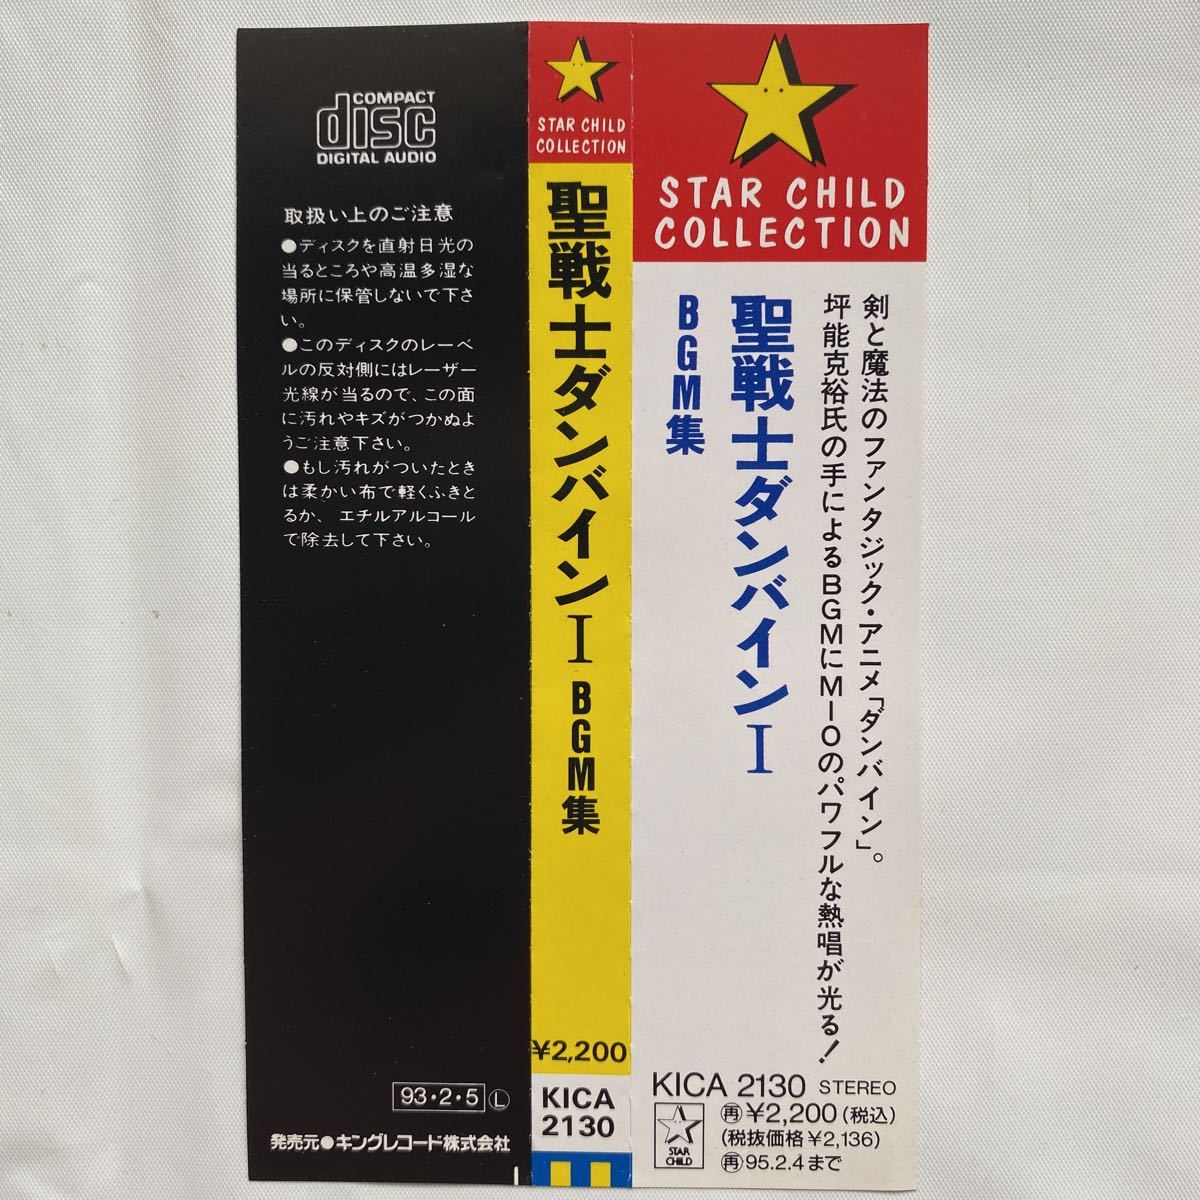 COMPACT
disc
DIGITAL AUDIO
取扱い上のご注意
●ディスクを直射日光の
当るところや高温多湿な
場所に保管しないで下さ
い。
●このディスクのレーベ
ルの反対側にはレーザー
光線が当るので、この面
に汚れやキズがつかぬよ
うご注意下さい。
●もし汚れがついたとき
は柔かい布で軽くふきと
るか、エチルアルコール
で除去して下さい。
93・2・5 Ⓛ
発売元●キングレコード株式会社
STAR CHILD
COLLECTION
聖戦士ダンバインⅠ BGM集
¥2,200
KICA
2130
STAR CHILD
COLLECTION
剣と魔法のファンタジック・アニメ「ダンバイン」。
坪能克裕氏の手によるBGMにMIOのパワフルな熱唱が光る!
聖戦士ダンバインⅠ
BGM集
KICA 2130 STEREO
STAR
CHILD
㊢¥2,200(税込)
(税抜価格¥2,136)
㊢95.2.4まで